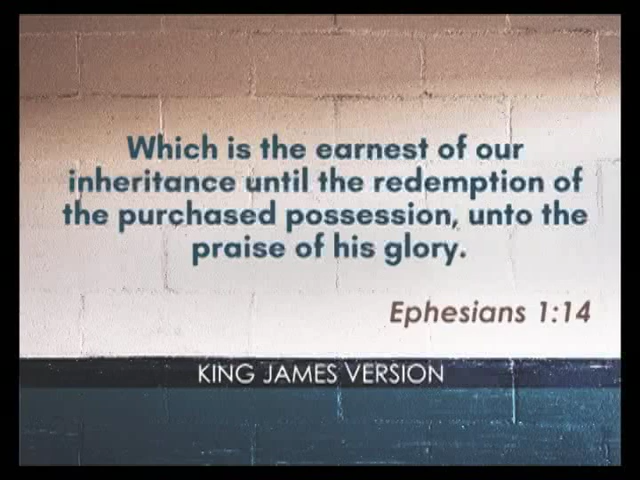 Which is the earnest of our
inheritance until the redemption of
the purchased possession, unto the
praise of his glory.
Ephesians 1:14
KING JAMES VERSION